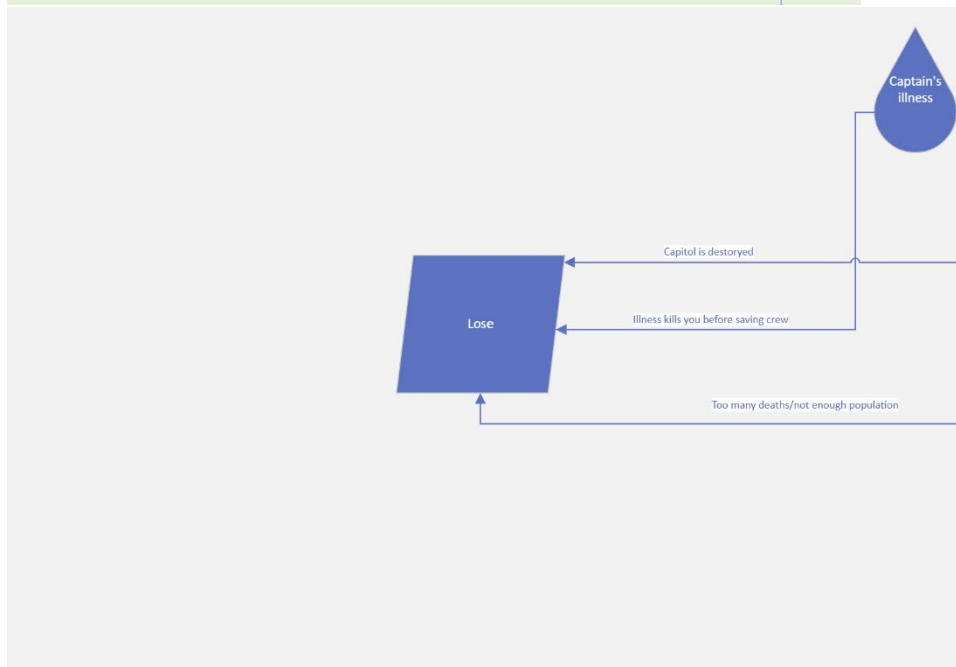 Captain's
illness
Capitol is destoryed
Lose
Illness kills you before saving crew
Too many deaths/not enough population